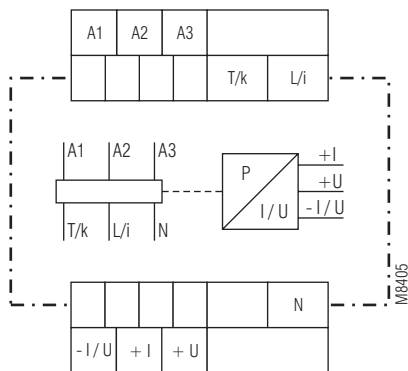 A1 A2 A3
T/k L/i
A1 A2 A3
P
I / U
+I
+U
-I / U
T/k L/i N
M8405
N
- I / U + I + U